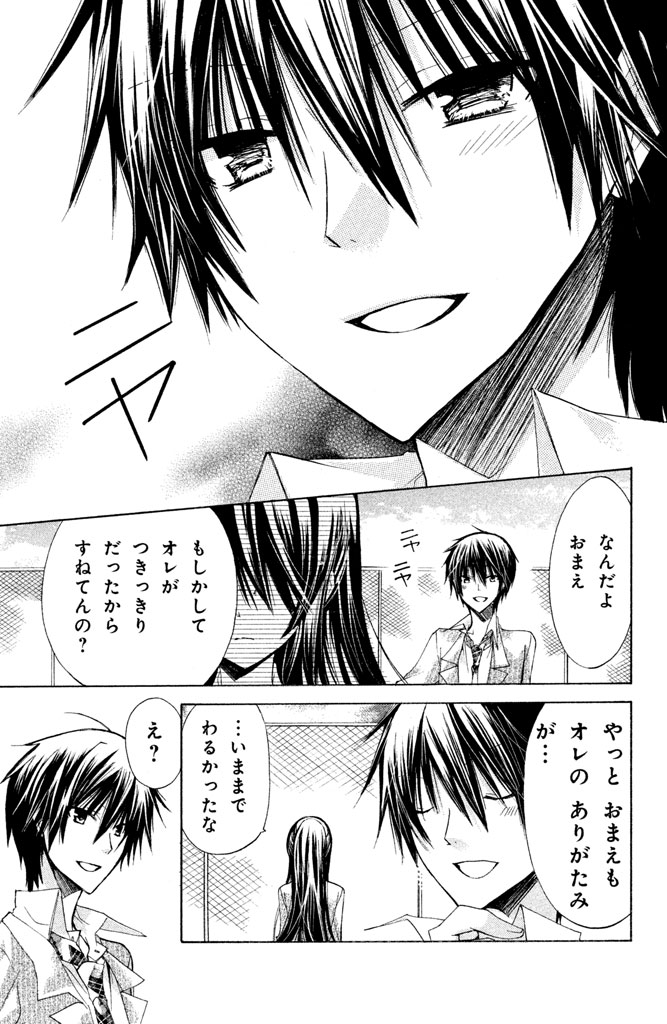 ニヤ
なんだよ
おまえ
ニヤ
もしかして
オレが
つきっきり
だったから
すねてんの?
やっと おまえも
オレの ありがたみ
が…
…いままで
わるかったな
え?